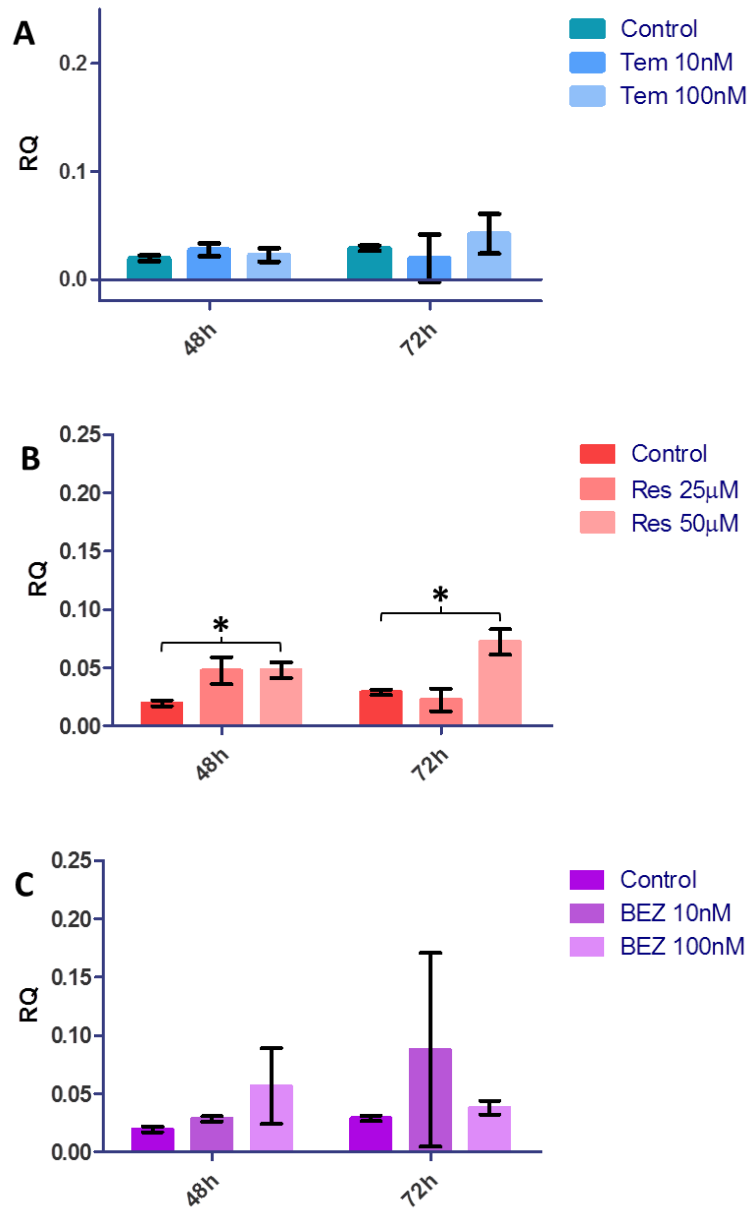 A
Control
Tem 10nM
Tem 100nM
RQ
0.2
0.1
0.0
48h
72h
B
Control
Res 25μM
Res 50μM
RQ
0.25
0.20
0.15
0.10
0.05
0.00
*
*
48h
72h
C
Control
BEZ 10nM
BEZ 100nM
RQ
0.25
0.20
0.15
0.10
0.05
0.00
48h
72h